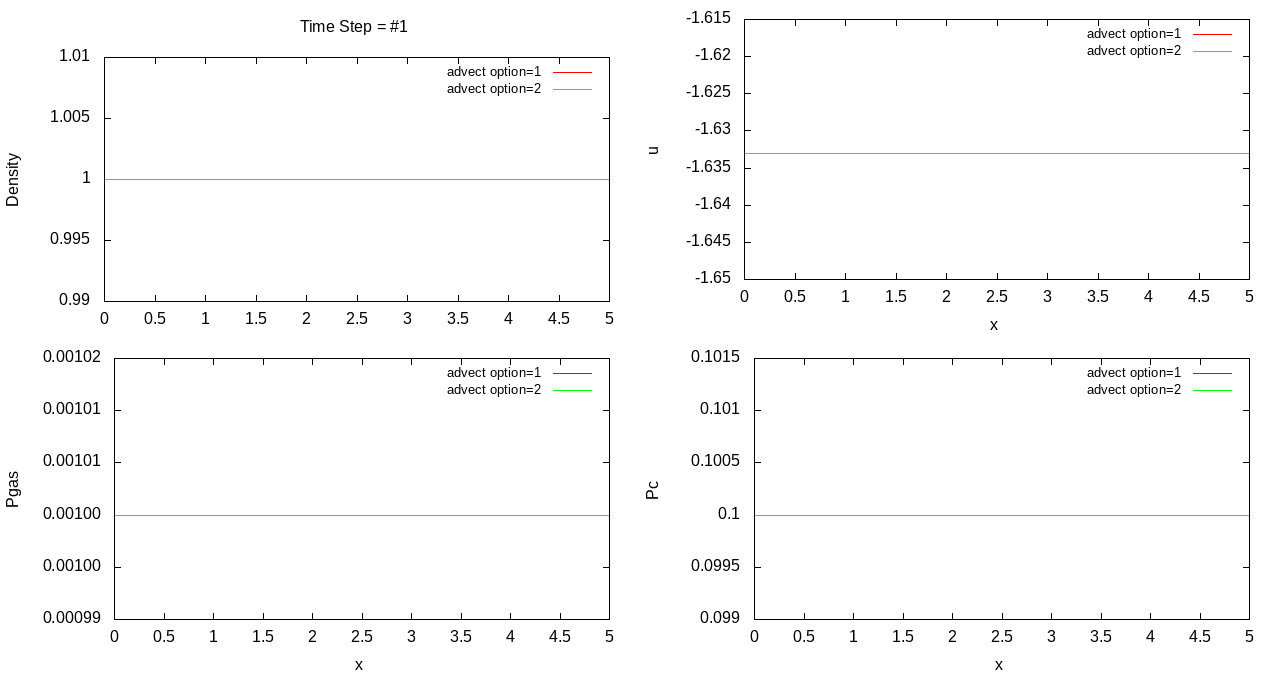 Time Step = #1
Density
1.01
1.005
1
0.995
0.99
advect option=1
advect option=2
0 0.5 1 1.5 2 2.5 3 3.5 4 4.5 5
u
-1.615
-1.62
-1.625
-1.63
-1.635
-1.64
-1.645
-1.65
advect option=1
advect option=2
0 0.5 1 1.5 2 2.5 3 3.5 4 4.5 5
x
Pgas
0.00102
0.00101
0.00101
0.00100
0.00100
0.00099
advect option=1
advect option=2
0 0.5 1 1.5 2 2.5 3 3.5 4 4.5 5
x
Pc
0.1015
0.101
0.1005
0.1
0.0995
0.099
advect option=1
advect option=2
0 0.5 1 1.5 2 2.5 3 3.5 4 4.5 5
x